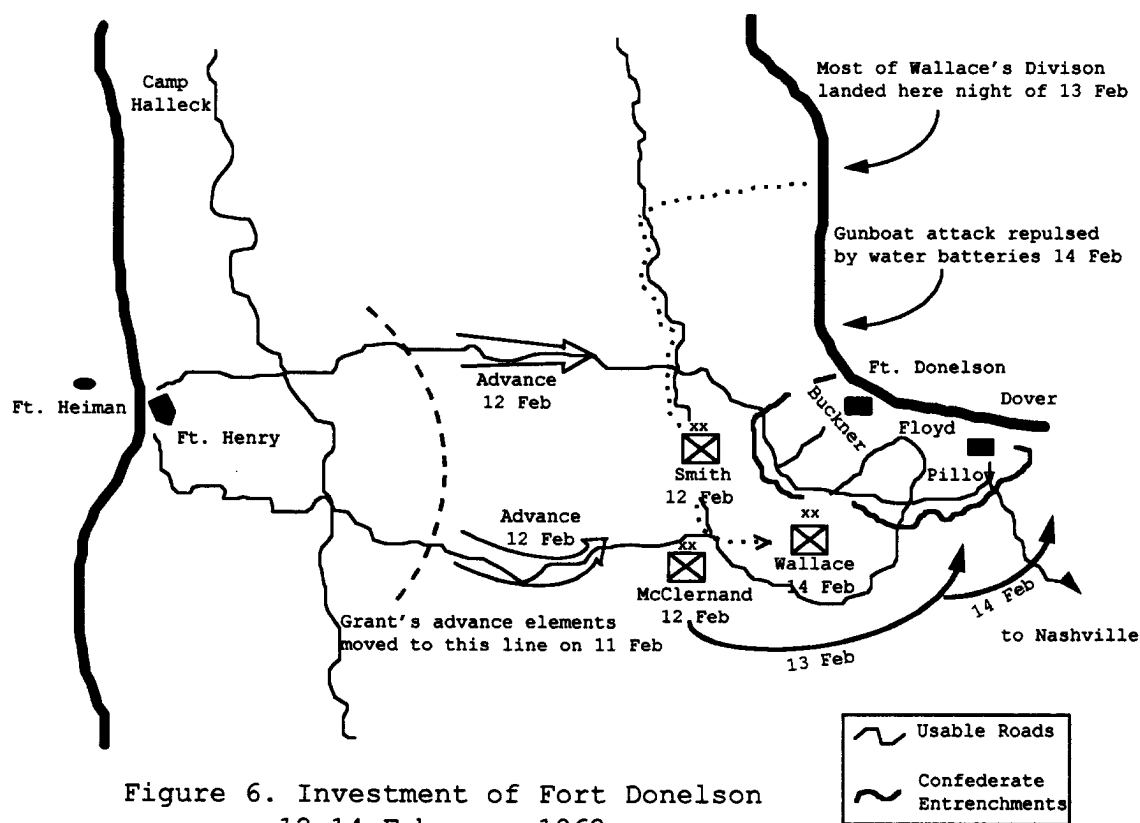 Camp
Halleck
Most of Wallace's Divison
landed here night of 13 Feb
Gunboat attack repulsed
by water batteries 14 Feb
Ft. Donelson
Dover
Ft. Heiman
Ft. Henry
Advance
12 Feb
Buckner
Floyd
Pillow
xx
Smith
12 Feb
Advance
12 Feb
xx
Wallace
14 Feb
xx
McClernand
12 Feb
Grant's advance elements
moved to this line on 11 Feb
13 Feb
14 Feb
to Nashville
Usable Roads
Confederate
Entrenchments
Figure 6. Investment of Fort Donelson